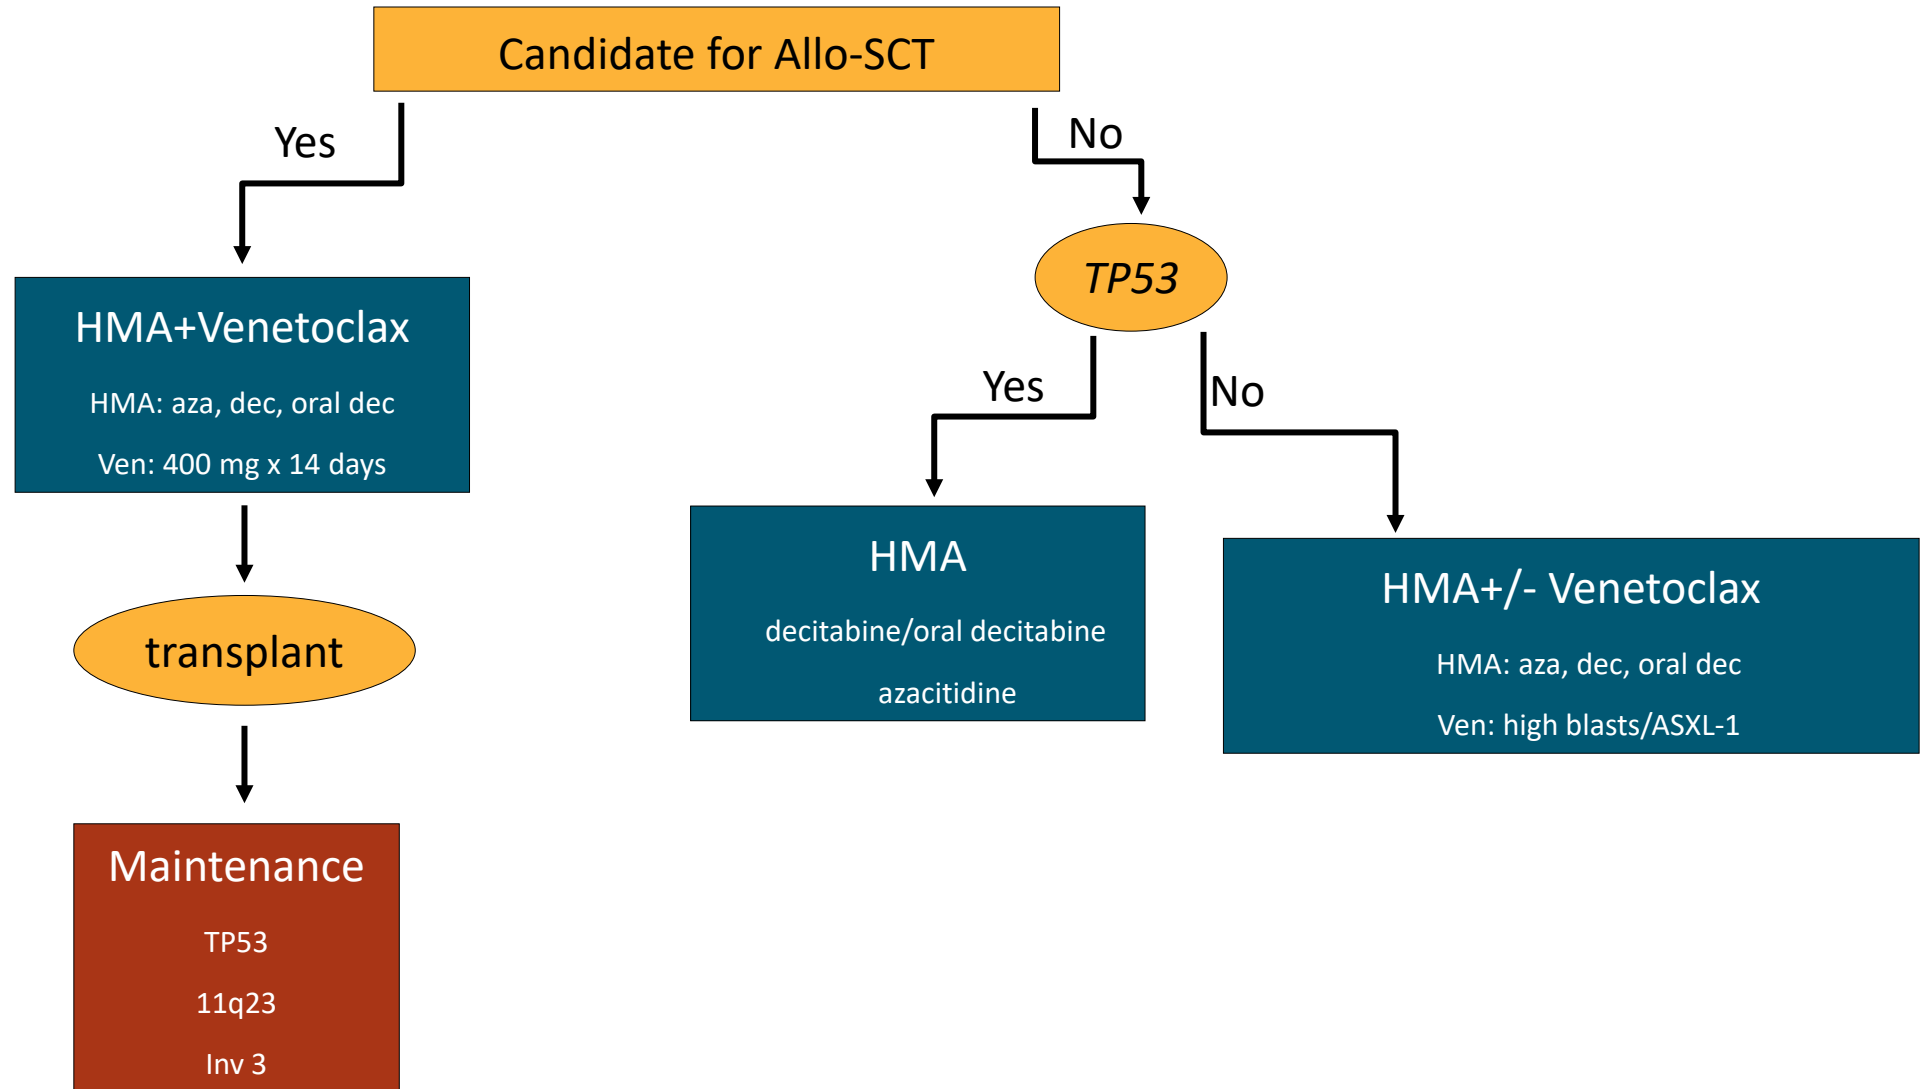 Candidate for Allo-SCT
Yes
No
TP53
HMA+Venetoclax
HMA: aza, dec, oral dec
Ven: 400 mg x 14 days
Yes
No
HMA
decitabine/oral decitabine
azacitidine
HMA+/- Venetoclax
HMA: aza, dec, oral dec
Ven: high blasts/ASXL-1
transplant
Maintenance
TP53
11q23
Inv 3